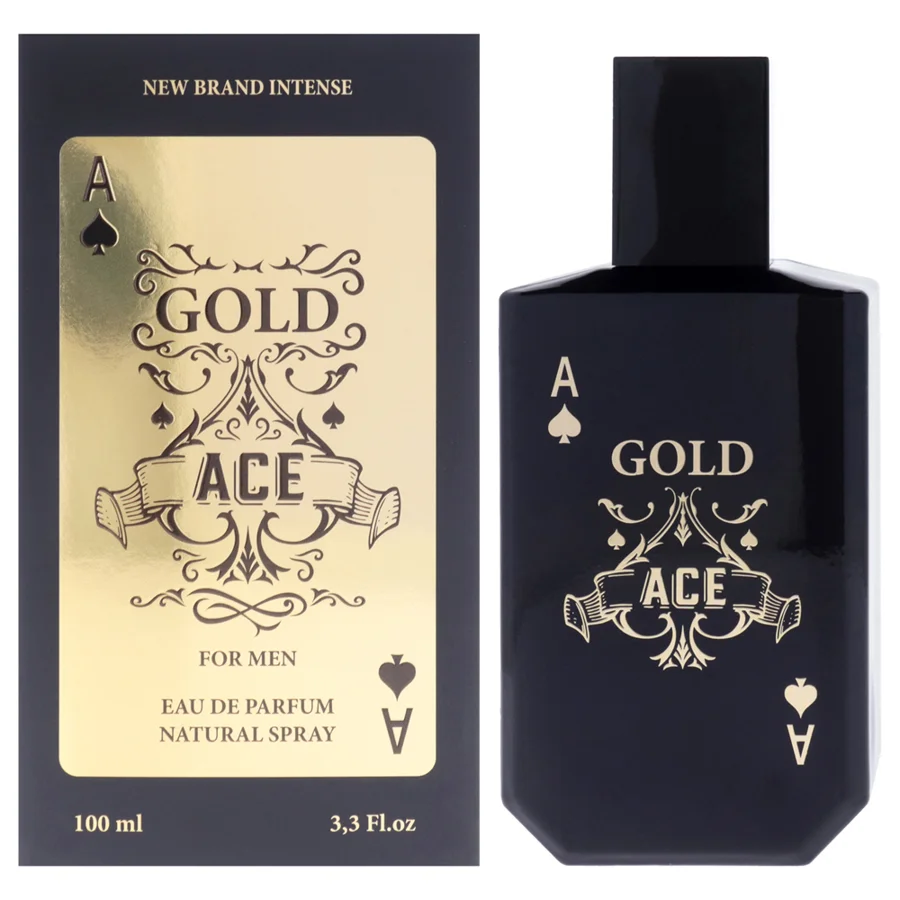 NEW BRAND INTENSE
A
GOLD
ACE
FOR MEN
EAU DE PARFUM
NATURAL SPRAY
A
100 ml 3,3 Fl.oz
A
GOLD
ACE
A